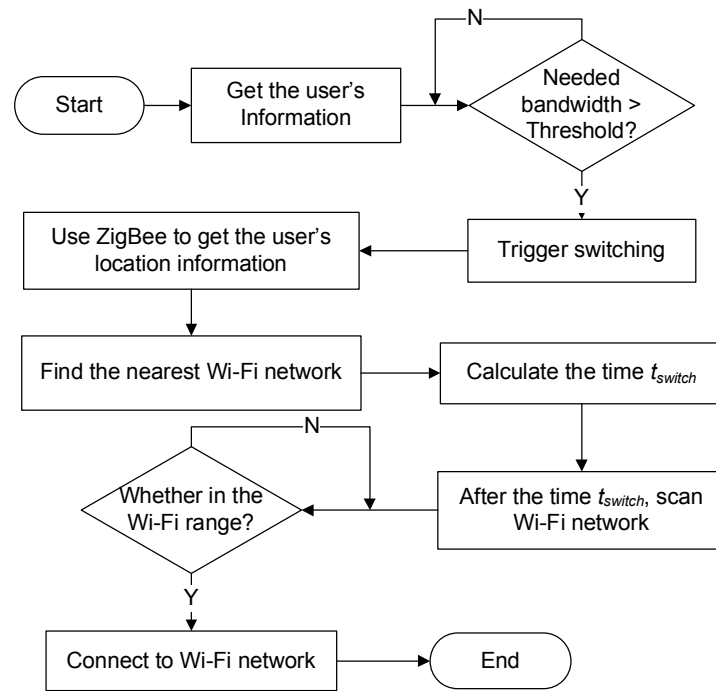 N
Start
Get the user's
Information
Needed
bandwidth >
Threshold?
Y
Use ZigBee to get the user's
location information
Trigger switching
Find the nearest Wi-Fi network
Calculate the time tswitch
N
Whether in the
Wi-Fi range?
After the time tswitch, scan
Wi-Fi network
Y
Connect to Wi-Fi network
End